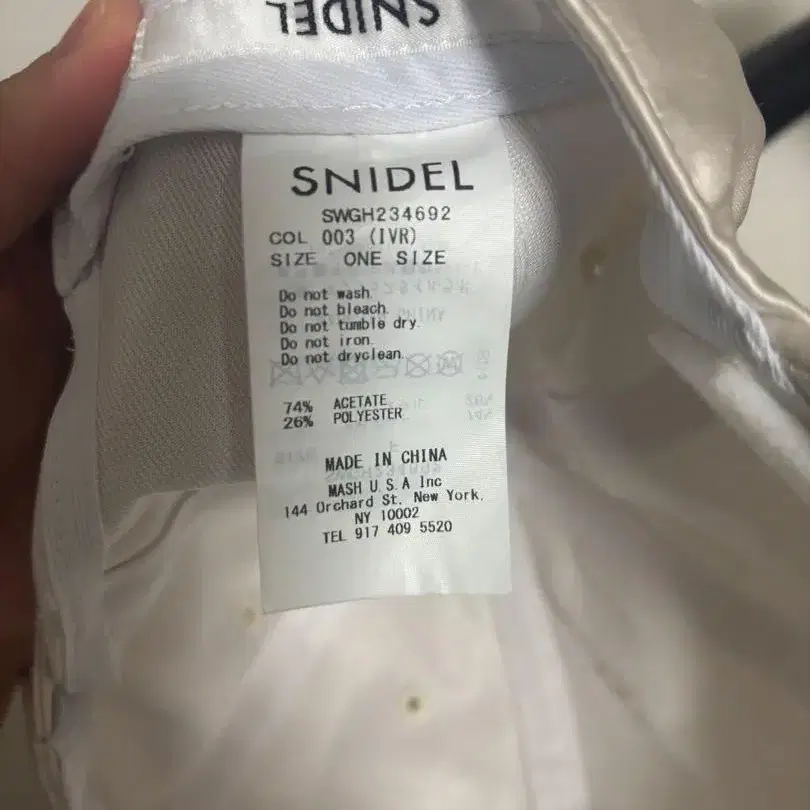 SNIDEL
SNIDEL
SWGH234692
COL 003 (IVR)
SIZE ONE SIZE
Do not wash.
Do not bleach.
Do not tumble dry.
Do not iron.
Do not dryclean.
74% ACETATE
26% POLYESTER
MADE IN CHINA
MASH U.S.A Inc
144 Orchard St. New York,
NY 10002
TEL 917 409 5520